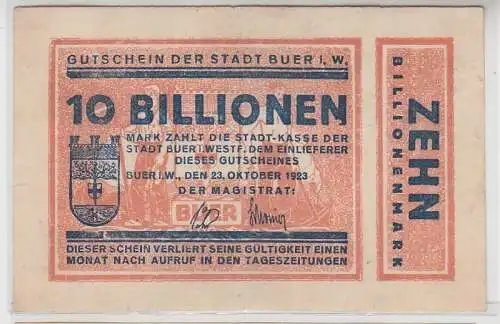 GUTSCHEIN DER STADT BUER I. W.
10 BILLIONEN
MARK ZAHLT DIE STADT-KASSE DER
STADT BUER I. WESTF. DEM EINLIEFERER
DIESES GUTSCHEINES
BUER I.W., DEN 23. OKTOBER 1923
DER MAGISTRAT:
BUER
DIESER SCHEIN VERLIERT SEINE GÜLTIGKEIT EINEN
MONAT NACH AUFRUF IN DEN TAGESZEITUNGEN
ZEHN
BILLIONENMARK